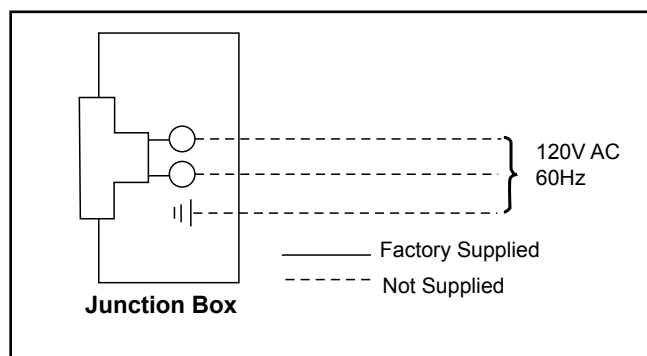 120V AC
60Hz
Factory Supplied
Not Supplied
Junction Box